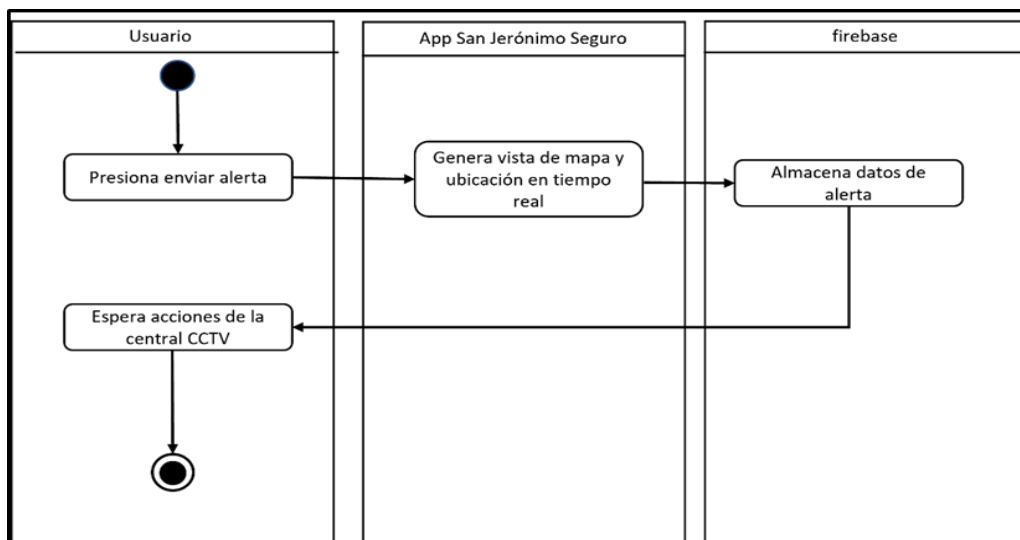 Usuario
App San Jerónimo Seguro
firebase
Presiona enviar alerta
Genera vista de mapa y
ubicación en tiempo
real
Almacena datos de
alerta
Espera acciones de la
central CCTV